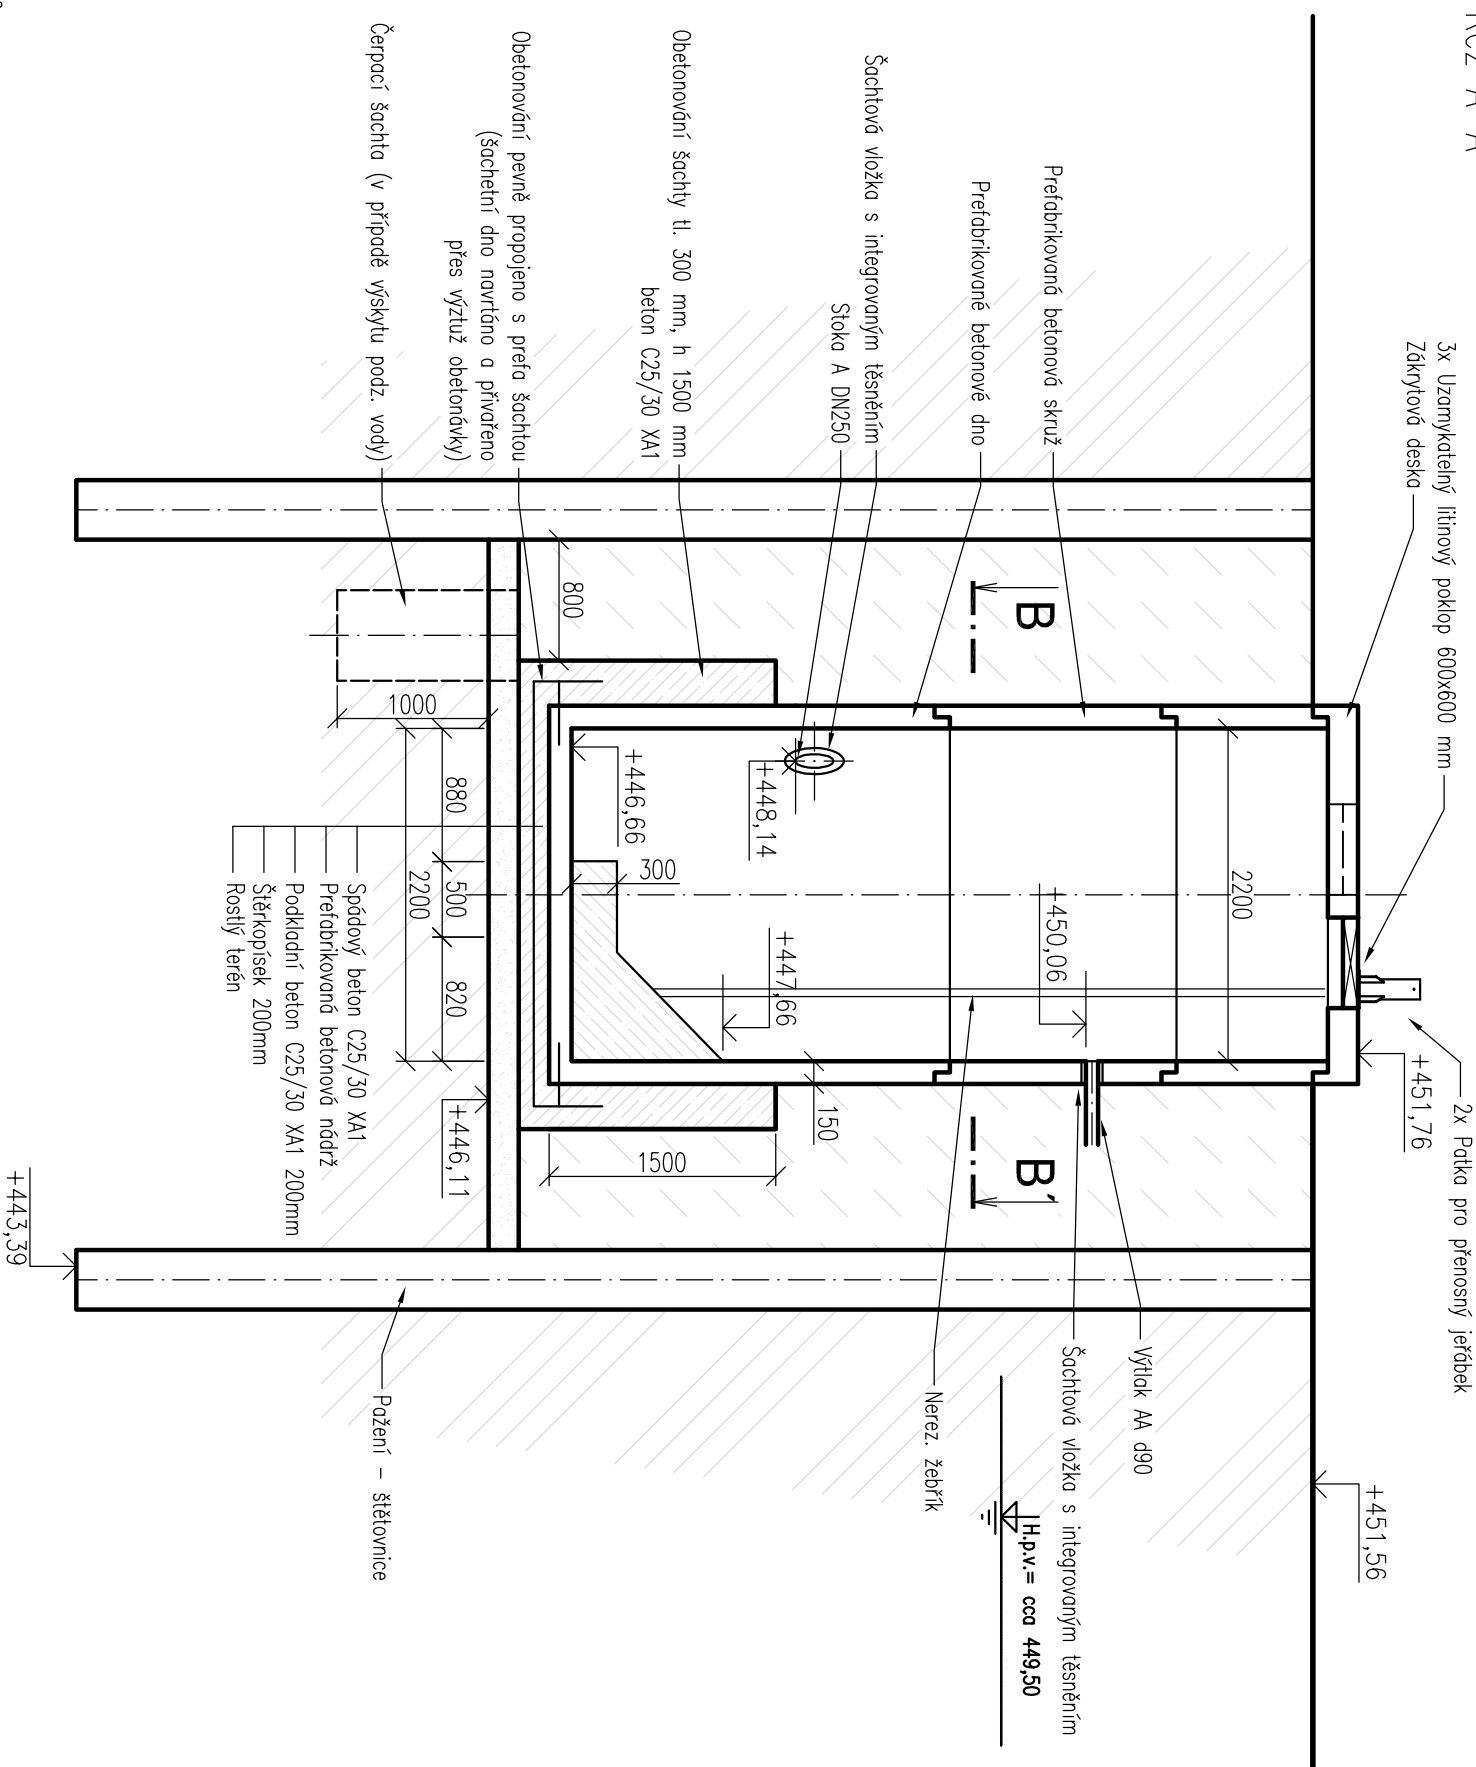 3x Uzamykatelný litinový poklop 600x600 mm
Zákrytová deska
2x Patka pro přenosný jeřábek
+451,76
+451,56
Prefabrikovaná betonová skruž
Prefabrikované betonové dno
Šachtová vložka s integrovaným těsněním
Stoka A DN250
Obetonování šachty tl. 300 mm, h 1500 mm
beton C25/30 XA1
Obetonování pevně propojeno s prefa šachtou
(šachetní dno navrtáno a přivařeno
přes výztuž obetonávky)
Čerpací šachta (v případě výskytu podz. vody)
B
B´
2200
+450,06
+448,14
+447,66
+446,66
300
150
1500
800
1000
880
500
820
2200
+446,11
Výtlak AA d90
Šachtová vložka s integrovaným těsněním
H.p.v.= cca 449,50
Nerez. žebřík
Pažení – štětovnice
Spádový beton C25/30 XA1
Prefabrikovaná betonová nádrž
Podkladní beton C25/30 XA1 200mm
Štěrkopísek 200mm
Rostlý terén
+443,39